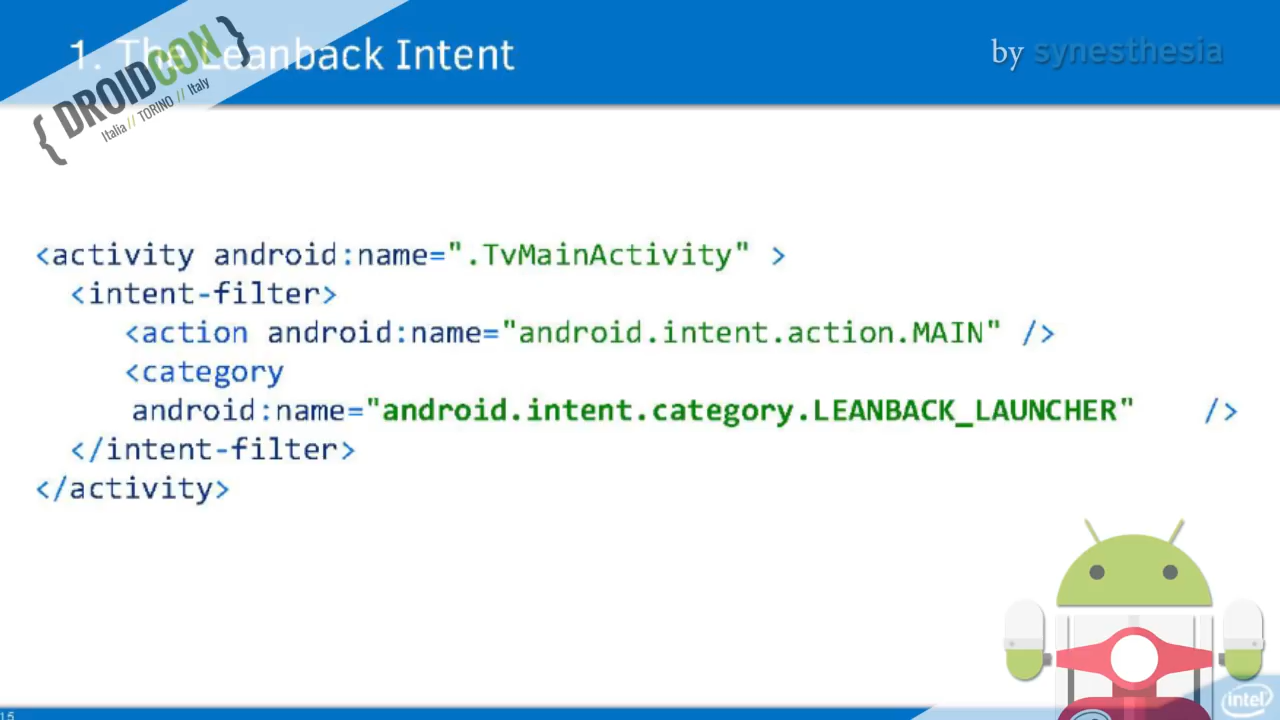 1. The Leanback Intent
by synesthesia
{ DROIDCON }
Italia // TORINO // Italy
<activity android:name=".TvMainActivity" >
<intent-filter>
<action android:name="android.intent.action.MAIN" />
<category
android:name="android.intent.category.LEANBACK_LAUNCHER" />
</intent-filter>
</activity>
intel
15